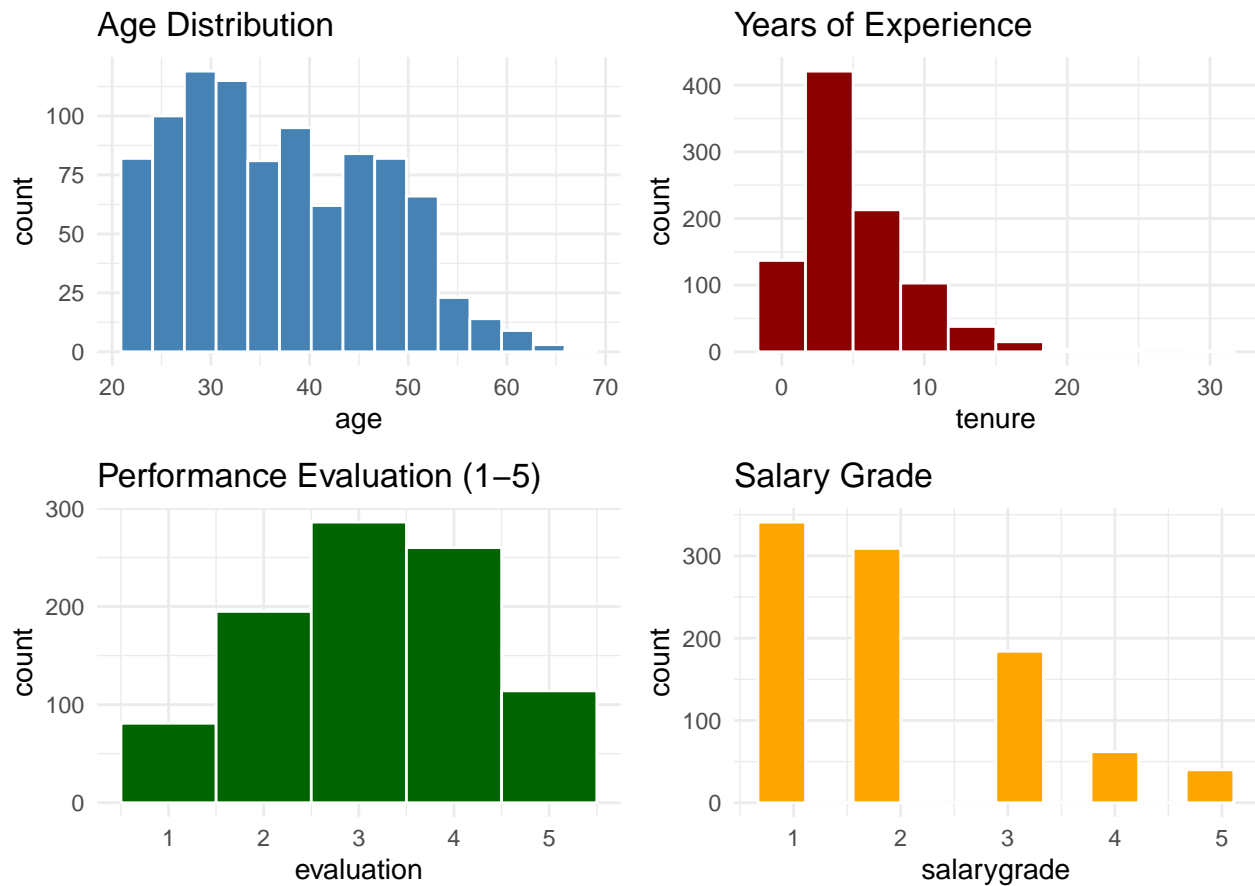 Age Distribution
count
100
75
50
25
0
20 30 40 50 60 70
age
Years of Experience
count
400
300
200
100
0
0 10 20 30
tenure
Performance Evaluation (1–5)
count
300
200
100
0
1 2 3 4 5
evaluation
Salary Grade
count
300
200
100
0
1 2 3 4 5
salarygrade